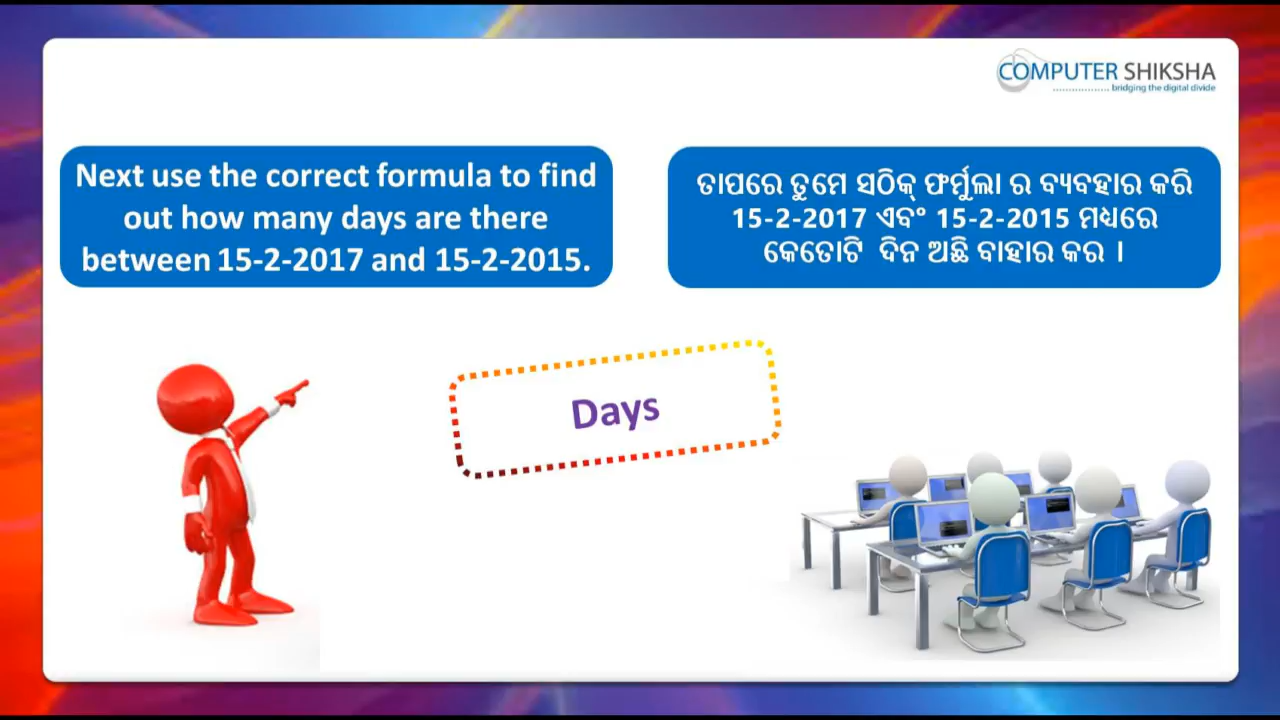 COMPUTER SHIKSHA
bridging the digital divide
Next use the correct formula to find
out how many days are there
between 15-2-2017 and 15-2-2015.
ତାପରେ ତୁମେ ସଠିକ୍ ଫର୍ମୁଲା ର ବ୍ୟବହାର କରି
15-2-2017 ଏବଂ 15-2-2015 ମଧ୍ୟରେ
କେତୋଟି ଦିନ ଅଛି ବାହାର କର ।
Days